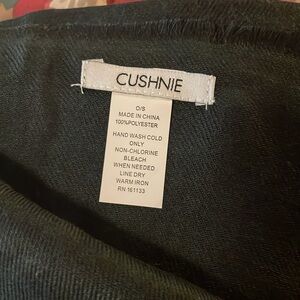 CUSHNIE
O/S
MADE IN CHINA
100%POLYESTER
HAND WASH COLD
ONLY
NON-CHLORINE
BLEACH
WHEN NEEDED
LINE DRY
WARM IRON
RN 161133